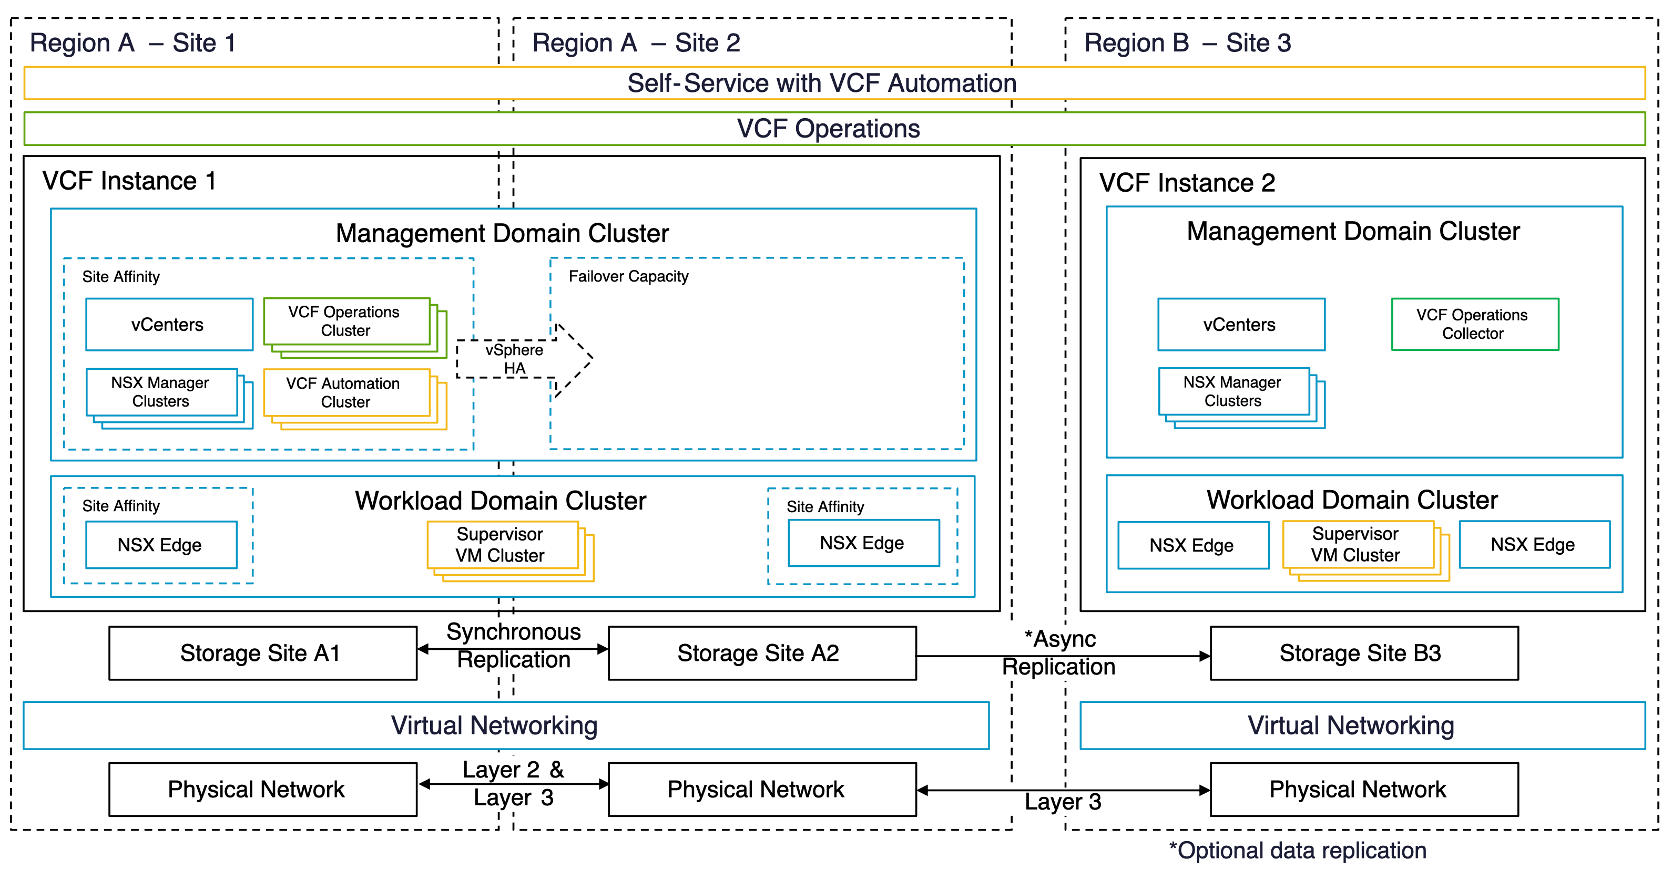 Region A – Site 1
Region A – Site 2
Region B – Site 3
Self-Service with VCF Automation
VCF Operations
VCF Instance 1
Management Domain Cluster
Site Affinity
vCenters
VCF Operations
Cluster
NSX Manager
Clusters
VCF Automation
Cluster
vSphere
HA
Failover Capacity
Workload Domain Cluster
Site Affinity
NSX Edge
Supervisor
VM Cluster
Site Affinity
NSX Edge
VCF Instance 2
Management Domain Cluster
vCenters
VCF Operations
Collector
NSX Manager
Clusters
Workload Domain Cluster
NSX Edge
Supervisor
VM Cluster
NSX Edge
Storage Site A1
Synchronous
Replication
Storage Site A2
*Async
Replication
Storage Site B3
Virtual Networking
Virtual Networking
Physical Network
Layer 2 &
Layer 3
Physical Network
Layer 3
Physical Network
*Optional data replication